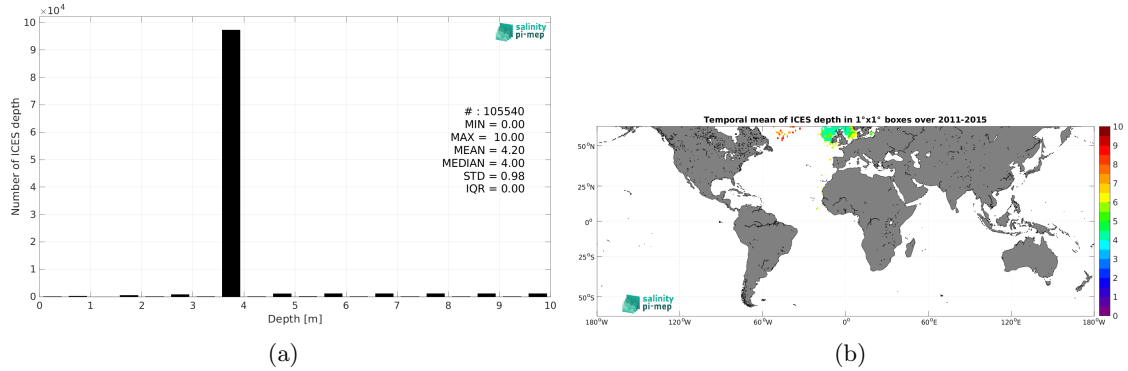 ×10⁴
10
9
8
7
6
5
4
3
2
1
0
Number of ICES depth
salinity
pi-mep
# : 105540
MIN = 0.00
MAX = 10.00
MEAN = 4.20
MEDIAN = 4.00
STD = 0.98
IQR = 0.00
0 1 2 3 4 5 6 7 8 9 10
Depth [m]
(a)
Temporal mean of ICES depth in 1°x1° boxes over 2011-2015
50°N
25°N
0°
25°S
50°S
salinity
pi-mep
180°W 120°W 60°W 0° 60°E 120°E 180°W
10
9
8
7
6
5
4
3
2
1
0
(b)